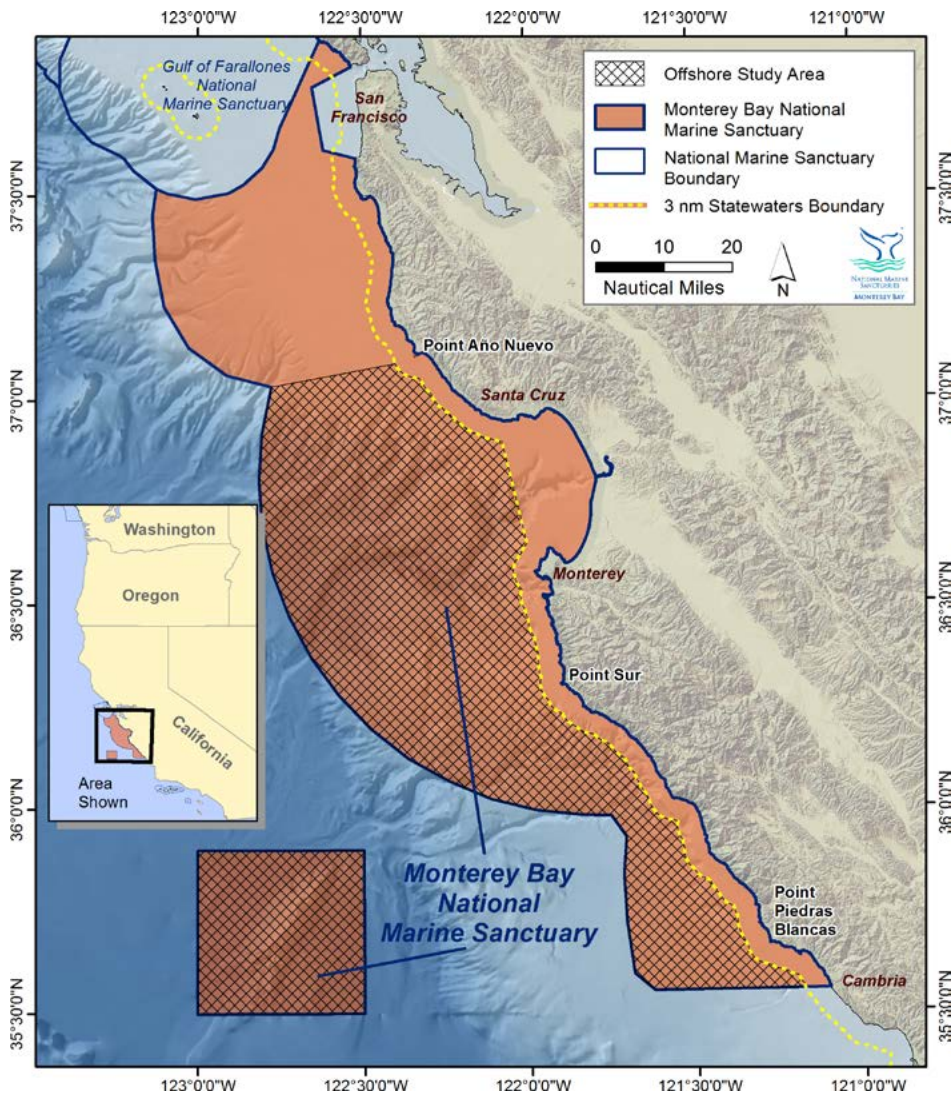 123°0'0"W
122°30'0"W
122°0'0"W
121°30'0"W
121°0'0"W
Gulf of Farallones
National
Marine Sanctuary
San
Francisco
Offshore Study Area
Monterey Bay National
Marine Sanctuary
National Marine Sanctuary
Boundary
3 nm Statewaters Boundary
0
10
20
Nautical Miles
N
NATIONAL MARINE
SANCTUARIES
MONTEREY BAY
37°30'0"N
37°30'0"N
Point Año Nuevo
Santa Cruz
37°0'0"N
37°0'0"N
Monterey
36°30'0"N
36°30'0"N
Point Sur
Washington
Oregon
California
Area
Shown
36°0'0"N
36°0'0"N
Monterey Bay
National
Marine Sanctuary
Point
Piedras
Blancas
Cambria
35°30'0"N
35°30'0"N
123°0'0"W
122°30'0"W
122°0'0"W
121°30'0"W
121°0'0"W